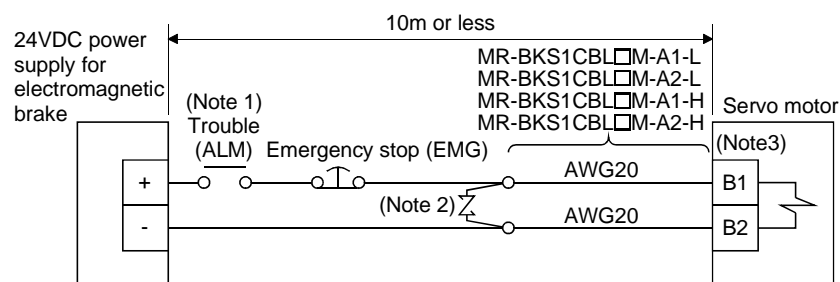 10m or less
24VDC power
supply for
electromagnetic
brake
MR-BKS1CBL□M-A1-L
MR-BKS1CBL□M-A2-L
MR-BKS1CBL□M-A1-H
MR-BKS1CBL□M-A2-H
(Note 1)
Trouble
(ALM)
Emergency stop (EMG)
Servo motor
(Note3)
+
AWG20
B1
(Note 2)
-
AWG20
B2